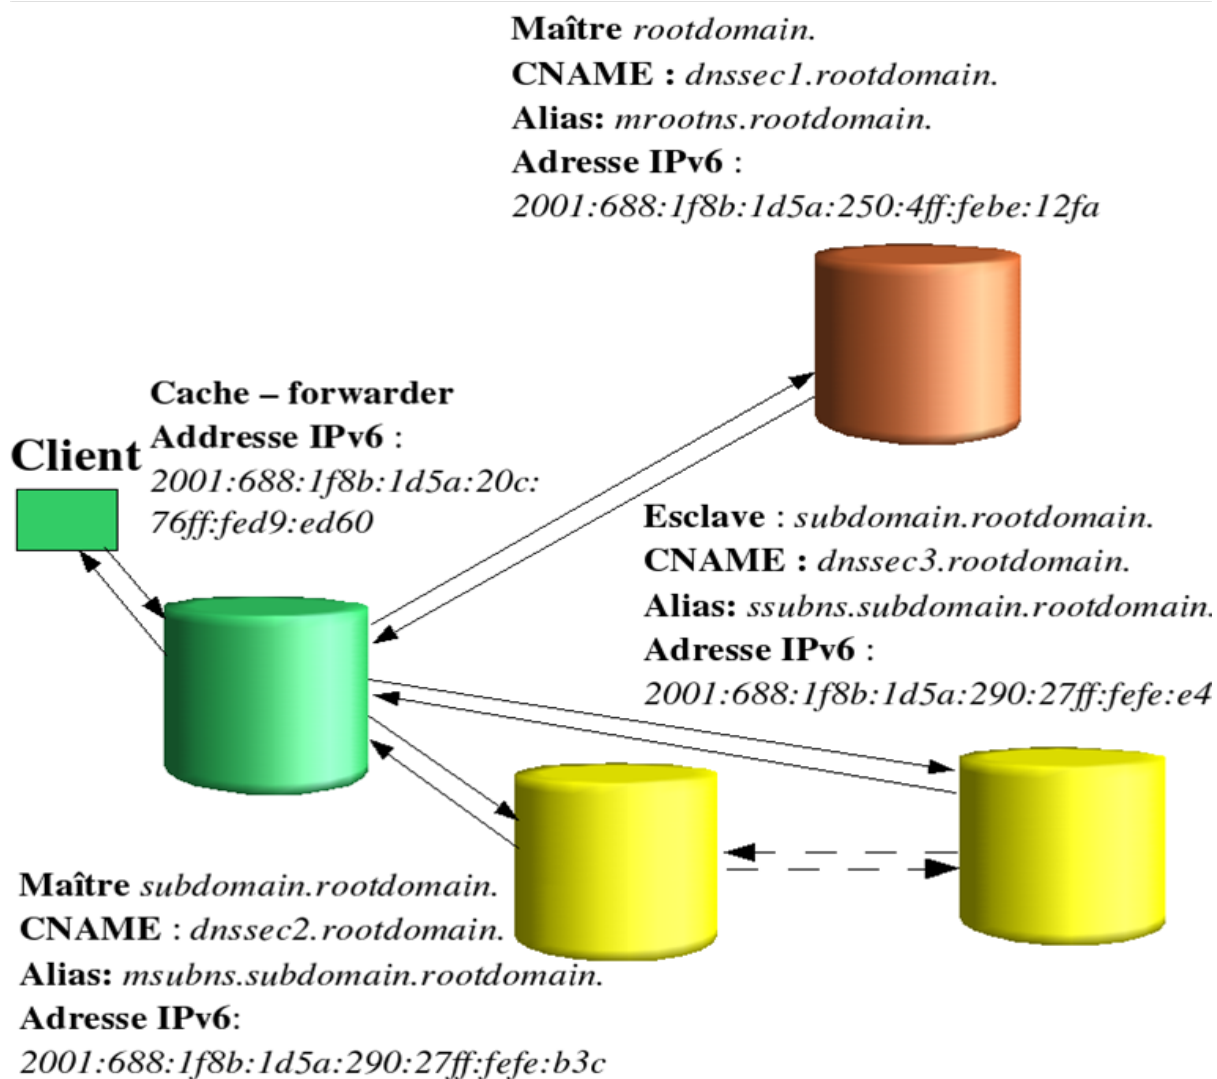 Maître rootdomain.
CNAME : dnssec1.rootdomain.
Alias: mrootns.rootdomain.
Adresse IPv6 :
2001:688:1f8b:1d5a:250:4ff:febe:12fa
Cache – forwarder
Addresse IPv6 :
2001:688:1f8b:1d5a:20c:
76ff:fed9:ed60
Client
Esclave : subdomain.rootdomain.
CNAME : dnssec3.rootdomain.
Alias: ssubns.subdomain.rootdomain.
Adresse IPv6 :
2001:688:1f8b:1d5a:290:27ff:fefe:e4
Maître subdomain.rootdomain.
CNAME : dnssec2.rootdomain.
Alias: msubns.subdomain.rootdomain.
Adresse IPv6:
2001:688:1f8b:1d5a:290:27ff:fefe:b3c